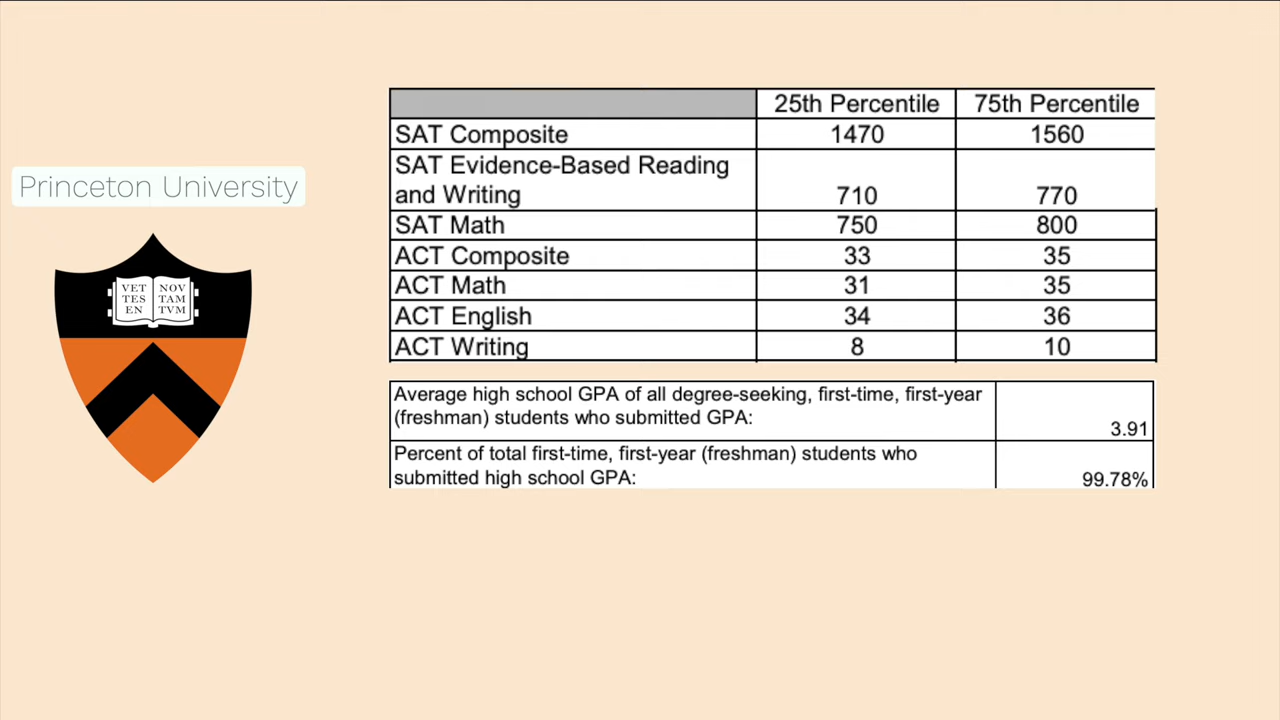 25th Percentile 75th Percentile
SAT Composite 1470 1560
SAT Evidence-Based Reading
and Writing 710 770
Princeton University
SAT Math 750 800
ACT Composite 33 35
ACT Math 31 35
ACT English 34 36
ACT Writing 8 10
VET NOV
TES TAM
EN TVM
Average high school GPA of all degree-seeking, first-time, first-year
(freshman) students who submitted GPA: 3.91
Percent of total first-time, first-year (freshman) students who
submitted high school GPA: 99.78%